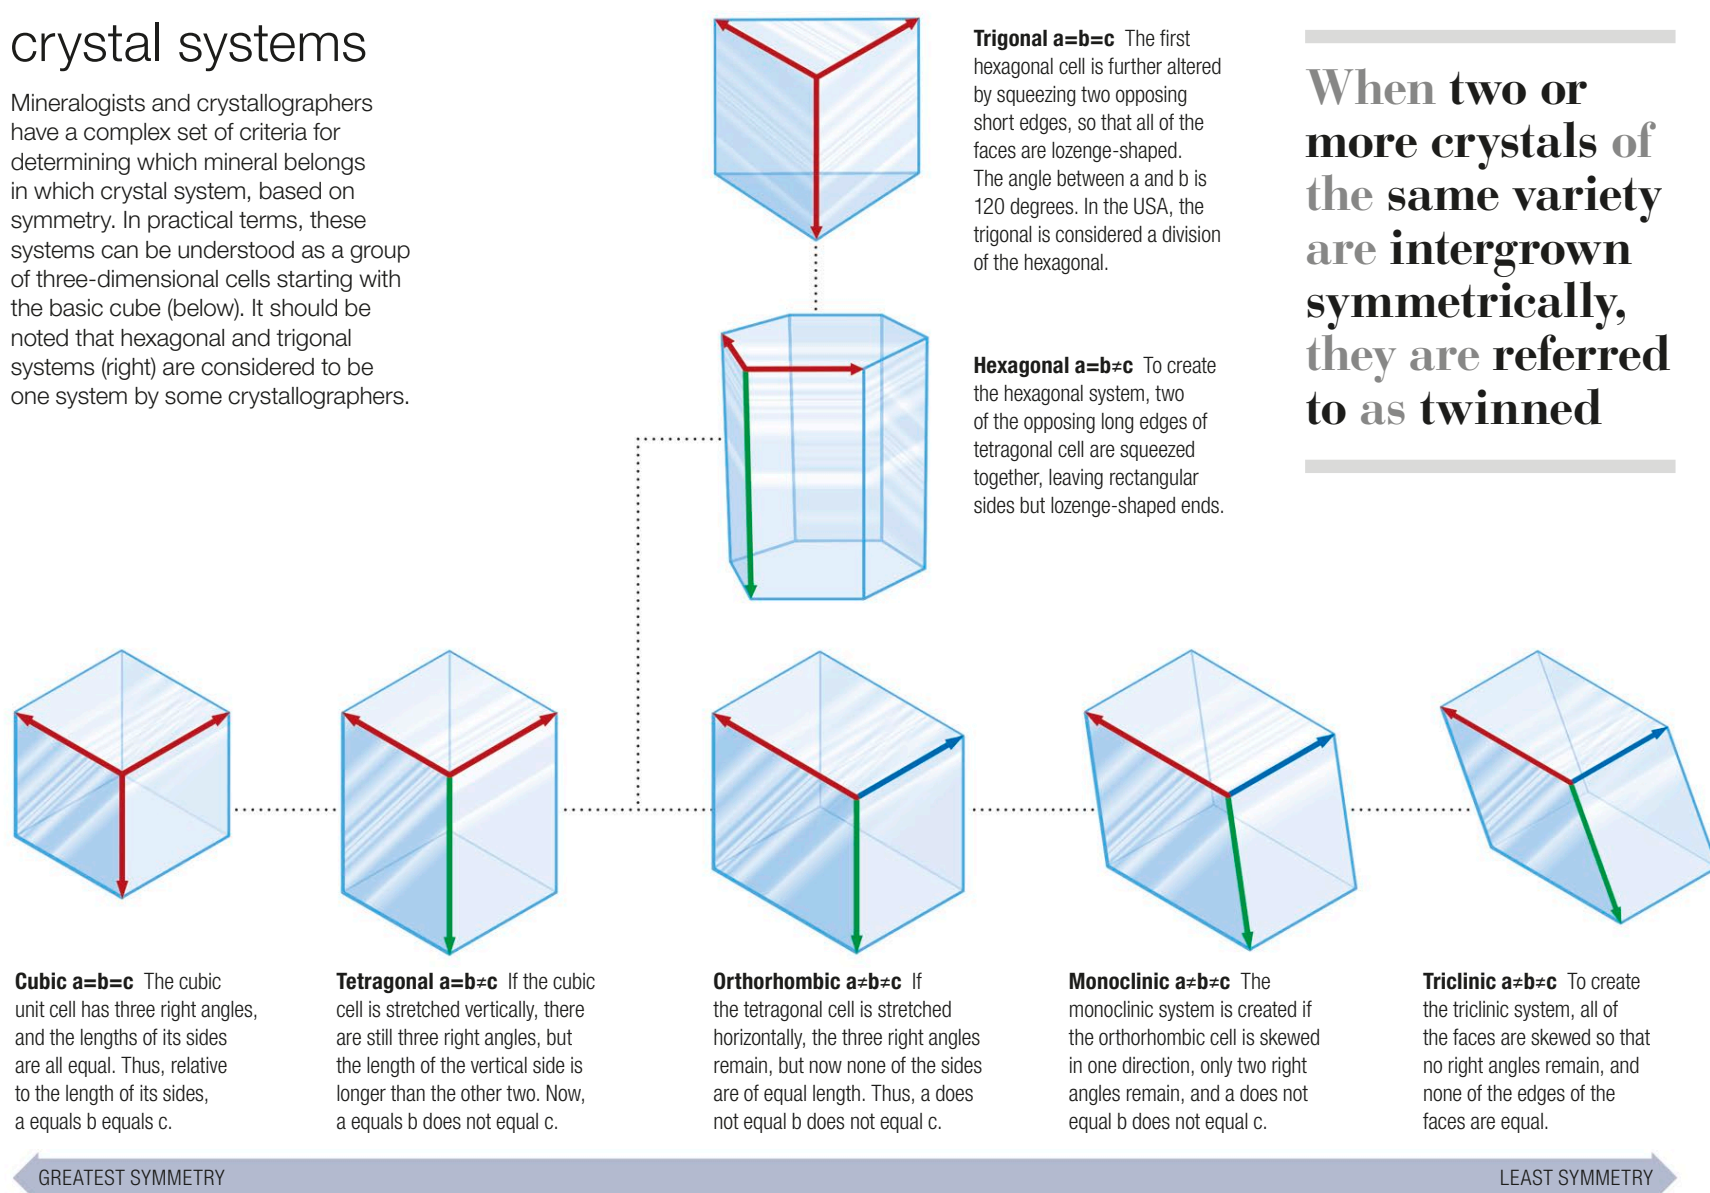 crystal systems
Mineralogists and crystallographers
have a complex set of criteria for
determining which mineral belongs
in which crystal system, based on
symmetry. In practical terms, these
systems can be understood as a group
of three-dimensional cells starting with
the basic cube (below). It should be
noted that hexagonal and trigonal
systems (right) are considered to be
one system by some crystallographers.
Trigonal a=b=c The first
hexagonal cell is further altered
by squeezing two opposing
short edges, so that all of the
faces are lozenge-shaped.
The angle between a and b is
120 degrees. In the USA, the
trigonal is considered a division
of the hexagonal.
Hexagonal a=b≠c To create
the hexagonal system, two
of the opposing long edges of
tetragonal cell are squeezed
together, leaving rectangular
sides but lozenge-shaped ends.
When two or
more crystals of
the same variety
are intergrown
symmetrically,
they are referred
to as twinned
Cubic a=b=c The cubic
unit cell has three right angles,
and the lengths of its sides
are all equal. Thus, relative
to the length of its sides,
a equals b equals c.
Tetragonal a=b≠c If the cubic
cell is stretched vertically, there
are still three right angles, but
the length of the vertical side is
longer than the other two. Now,
a equals b does not equal c.
Orthorhombic a≠b≠c If
the tetragonal cell is stretched
horizontally, the three right angles
remain, but now none of the sides
are of equal length. Thus, a does
not equal b does not equal c.
Monoclinic a≠b≠c The
monoclinic system is created if
the orthorhombic cell is skewed
in one direction, only two right
angles remain, and a does not
equal b does not equal c.
Triclinic a≠b≠c To create
the triclinic system, all of
the faces are skewed so that
no right angles remain, and
none of the edges of the
faces are equal.
GREATEST SYMMETRY
LEAST SYMMETRY